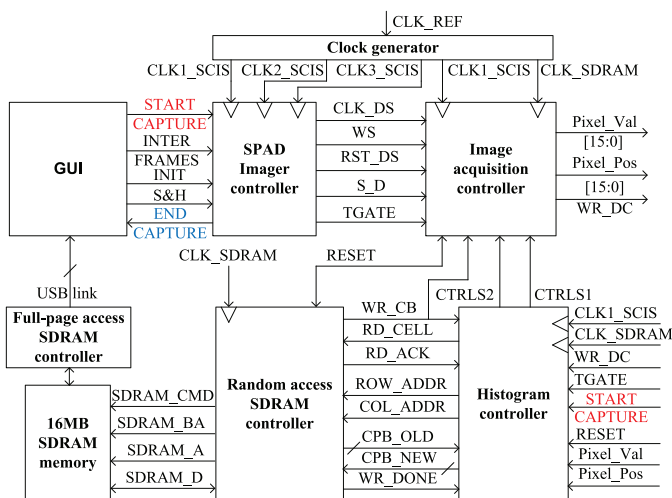 CLK_REF
Clock generator
CLK1_SCIS
CLK2_SCIS
CLK3_SCIS
CLK1_SCIS
CLK_SDRAM
GUI
START
CAPTURE
INTER
FRAMES
INIT
S&H
END
CAPTURE
SPAD
Imager
controller
CLK_DS
WS
RST_DS
S_D
TGATE
Image
acquisition
controller
Pixel_Val
[15:0]
Pixel_Pos
[15:0]
WR_DC
CLK_SDRAM
RESET
USB link
CTRLS2
CTRLS1
Full-page access
SDRAM
controller
16MB
SDRAM
memory
SDRAM_CMD
SDRAM_BA
SDRAM_A
SDRAM_D
Random access
SDRAM
controller
WR_CB
RD_CELL
RD_ACK
ROW_ADDR
COL_ADDR
CPB_OLD
CPB_NEW
WR_DONE
Histogram
controller
CLK1_SCIS
CLK_SDRAM
WR_DC
TGATE
START
CAPTURE
RESET
Pixel_Val
Pixel_Pos